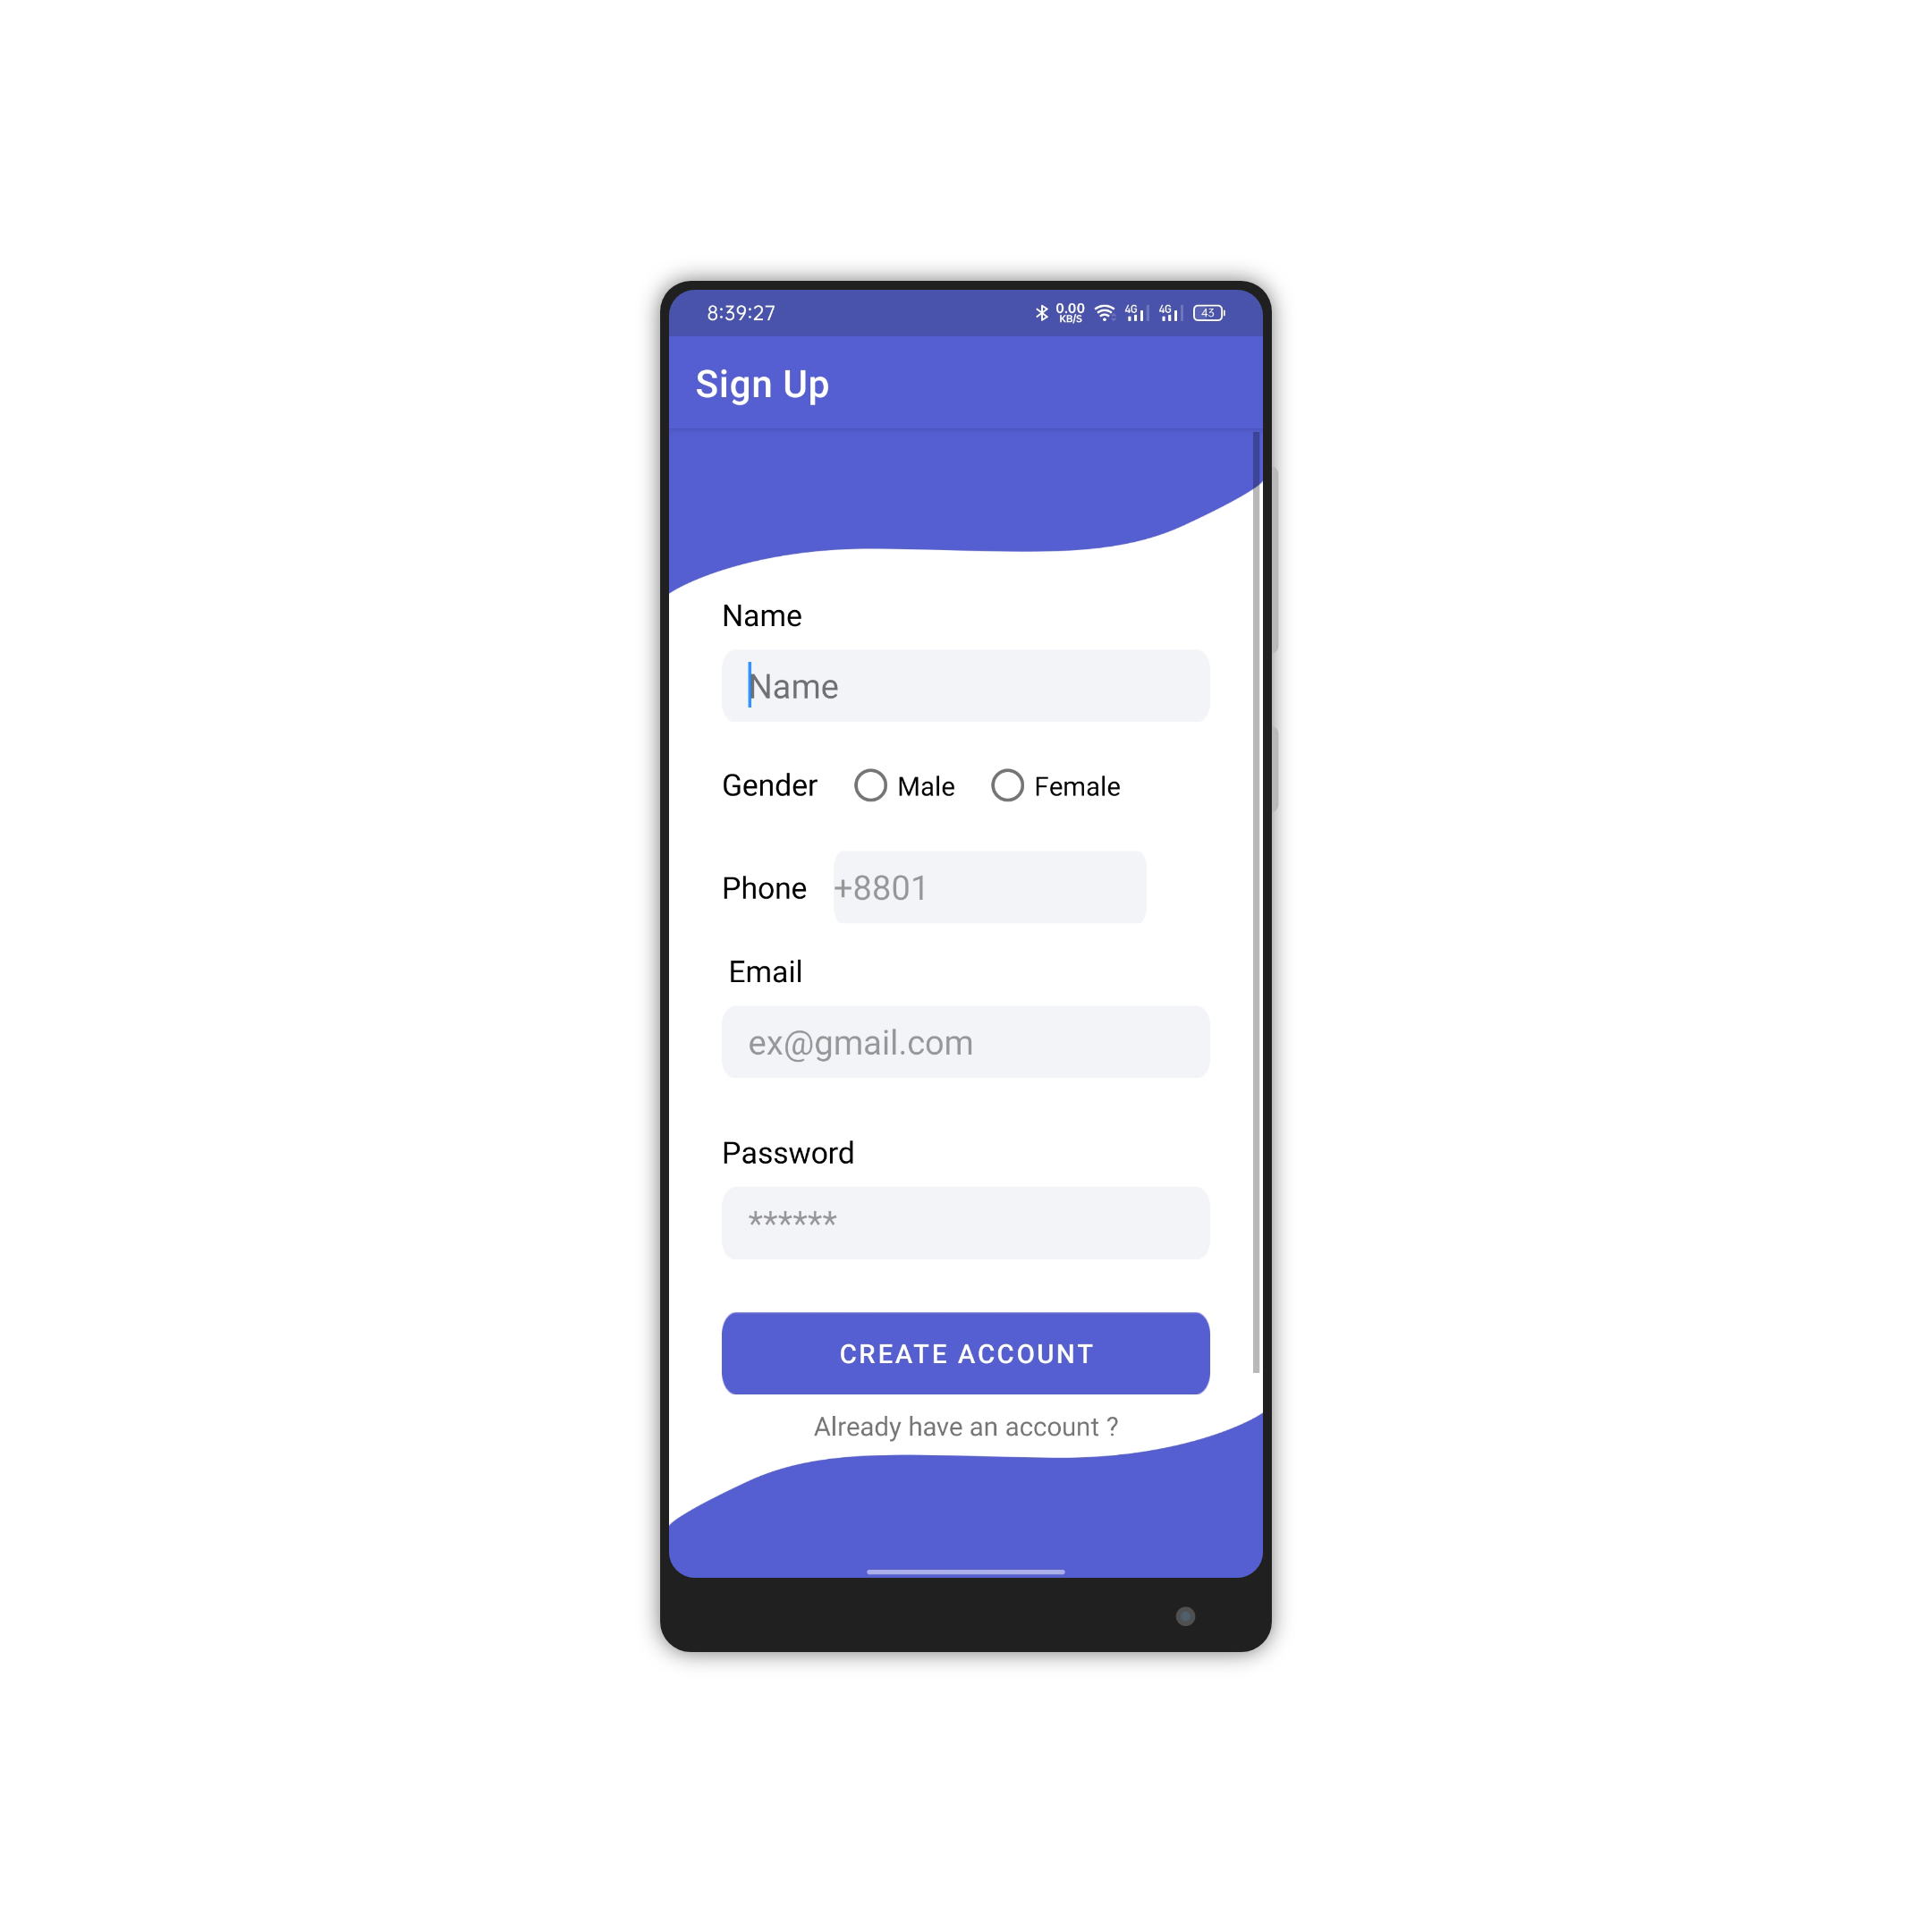 8:39:27 0.00 KB/S 4G 4G 43
Sign Up
Name
Name
Gender Male Female
Phone +8801
Email
ex@gmail.com
Password
******
CREATE ACCOUNT
Already have an account ?